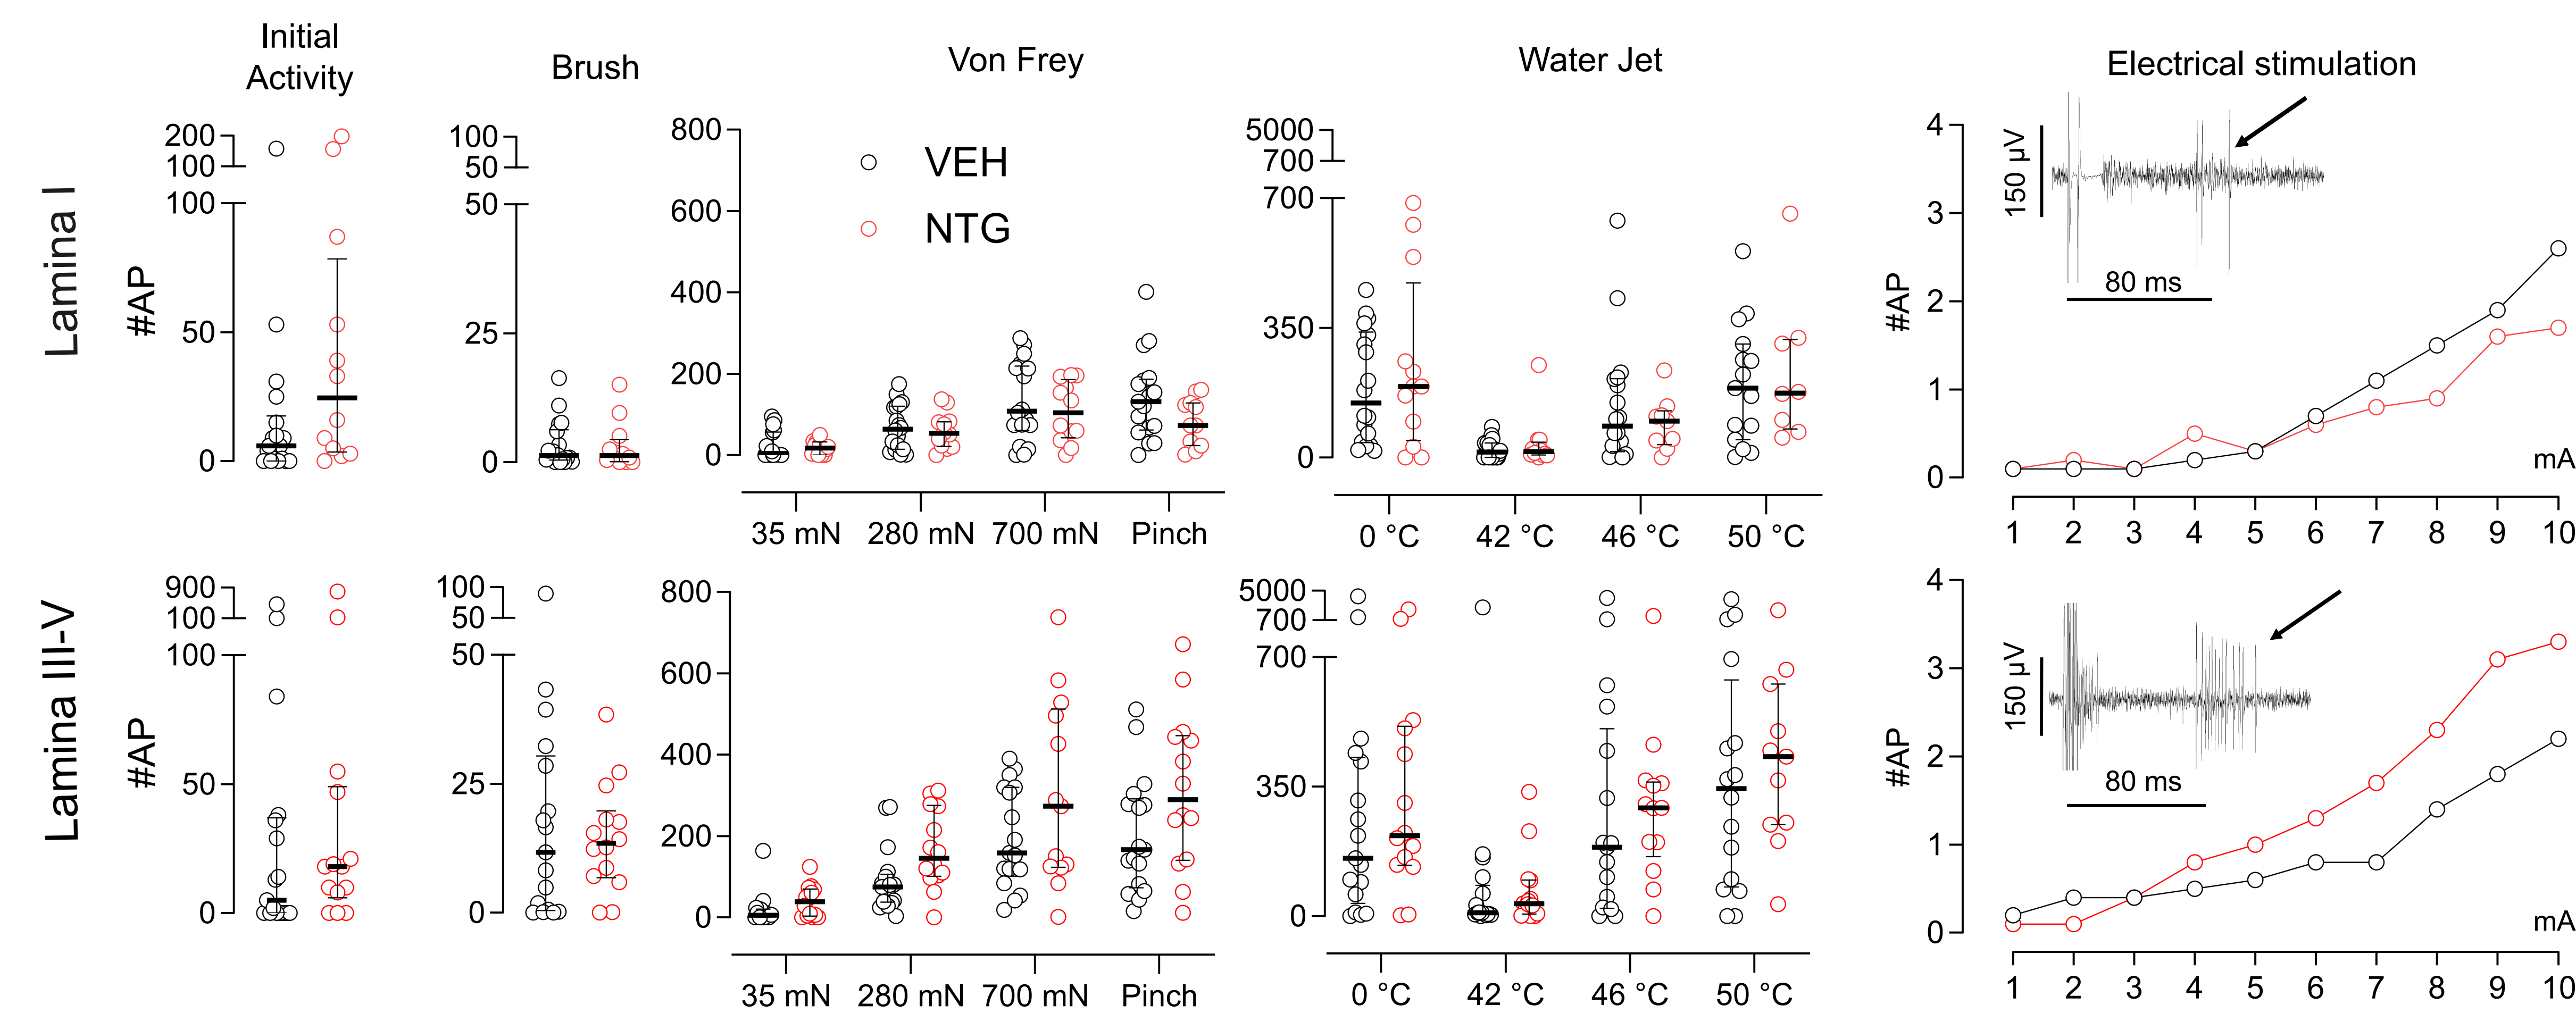 Initial
Activity
Brush
Von Frey
Water Jet
Electrical stimulation
Lamina I
#AP
200
100
100
50
0
100
50
50
25
0
800
600
400
200
0
VEH
NTG
35 mN
280 mN
700 mN
Pinch
5000
700
700
350
0
0 °C
42 °C
46 °C
50 °C
#AP
4
3
2
1
0
150 µV
80 ms
mA
1 2 3 4 5 6 7 8 9 10
Lamina III-V
#AP
900
100
100
50
0
100
50
50
25
0
800
600
400
200
0
35 mN
280 mN
700 mN
Pinch
5000
700
700
350
0
0 °C
42 °C
46 °C
50 °C
#AP
4
3
2
1
0
150 µV
80 ms
mA
1 2 3 4 5 6 7 8 9 10